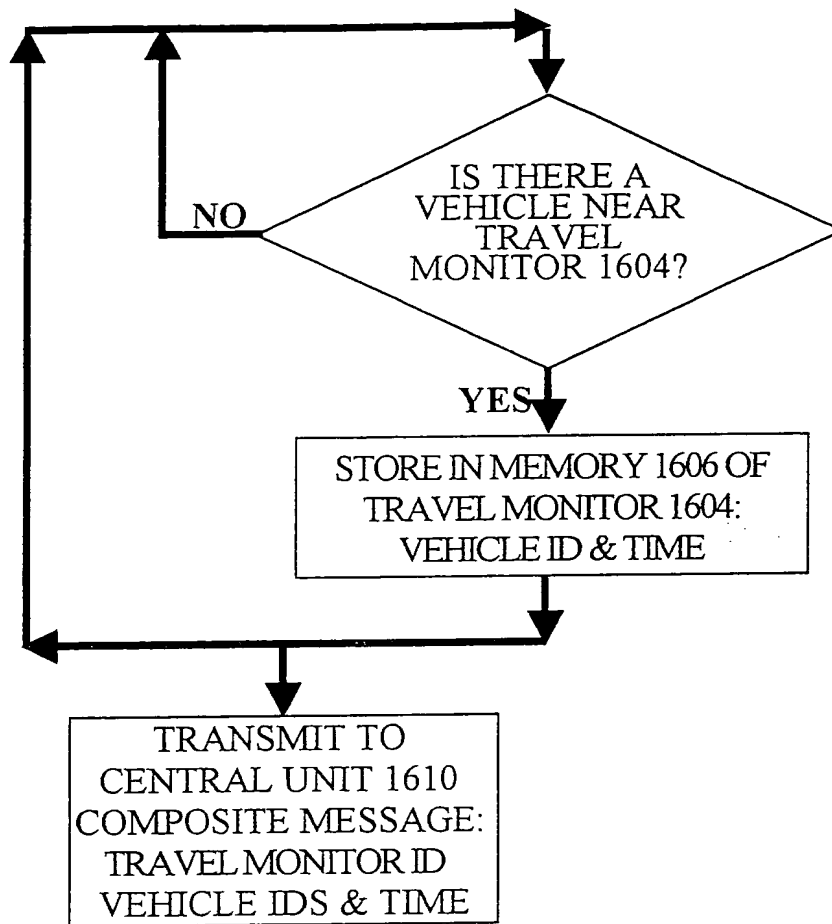 IS THERE A
VEHICLE NEAR
TRAVEL
MONITOR 1604?
NO
YES
STORE IN MEMORY 1606 OF
TRAVEL MONITOR 1604:
VEHICLE ID & TIME
TRANSMIT TO
CENTRAL UNIT 1610
COMPOSITE MESSAGE:
TRAVEL MONITOR ID
VEHICLE IDS & TIME